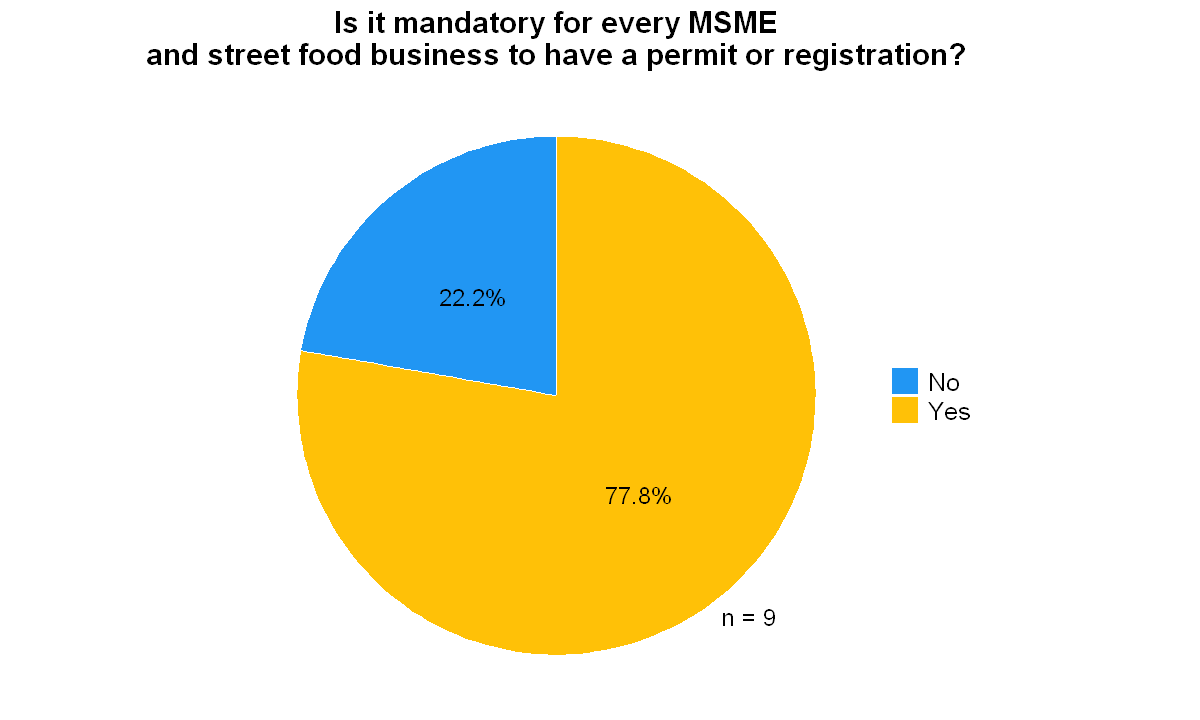 Is it mandatory for every MSME
and street food business to have a permit or registration?
22.2%
No
Yes
77.8%
n = 9